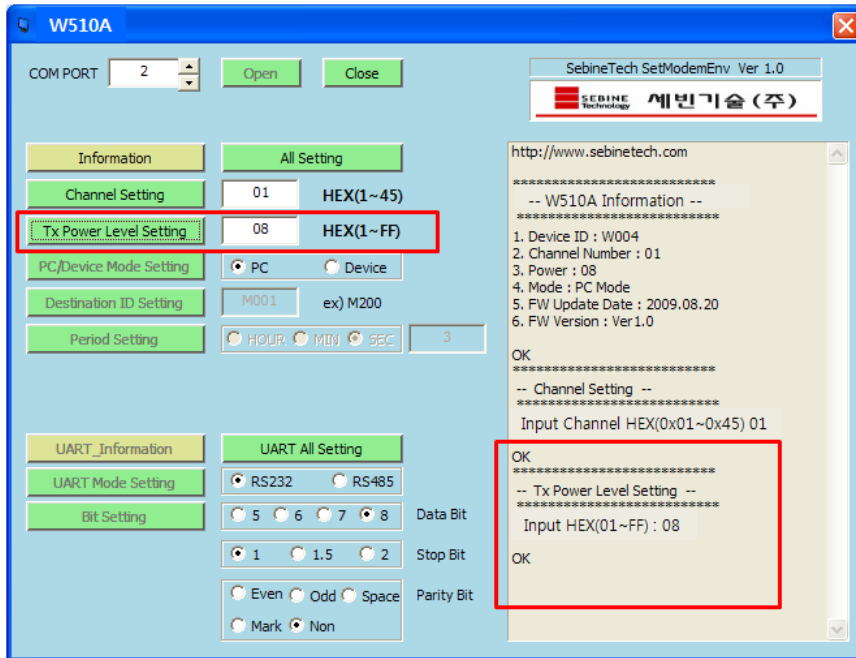 W510A
COM PORT 2 Open Close
SebineTech SetModemEnv Ver 1.0
SEBINE Technology 세빈기술(주)
Information All Setting
Channel Setting 01 HEX(1~45)
Tx Power Level Setting 08 HEX(1~FF)
PC/Device Mode Setting PC Device
Destination ID Setting M001 ex) M200
Period Setting HOUR MIN SEC 3
UART_Information UART All Setting
UART Mode Setting RS232 RS485
Bit Setting 5 6 7 8 Data Bit
1 1.5 2 Stop Bit
Even Odd Space Parity Bit
Mark Non
http://www.sebinetech.com
**************************
-- W510A Information --
**************************
1. Device ID : W004
2. Channel Number : 01
3. Power : 08
4. Mode : PC Mode
5. FW Update Date : 2009.08.20
6. FW Version : Ver1.0
OK
**************************
-- Channel Setting --
**************************
Input Channel HEX(0x01~0x45) 01
OK
**************************
-- Tx Power Level Setting --
**************************
Input HEX(01~FF) : 08
OK